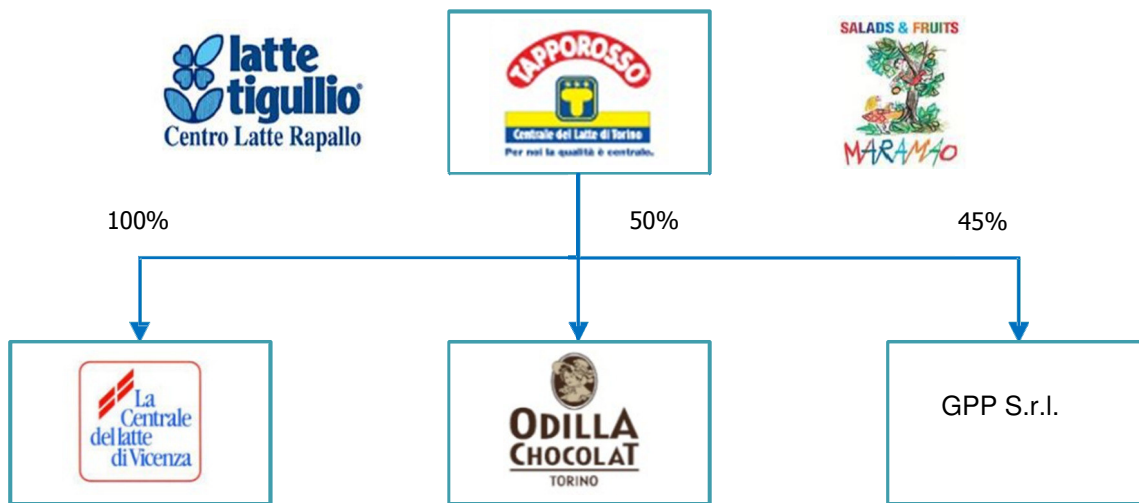 latte
tigullio®
Centro Latte Rapallo
TAPPOROSSO
T
Centrale del Latte di Torino
Per noi la qualità è centrale.
SALADS & FRUITS
MARAMAO
100%
50%
45%
La
Centrale
del latte
di Vicenza
ODILLA
CHOCOLAT
TORINO
GPP S.r.l.